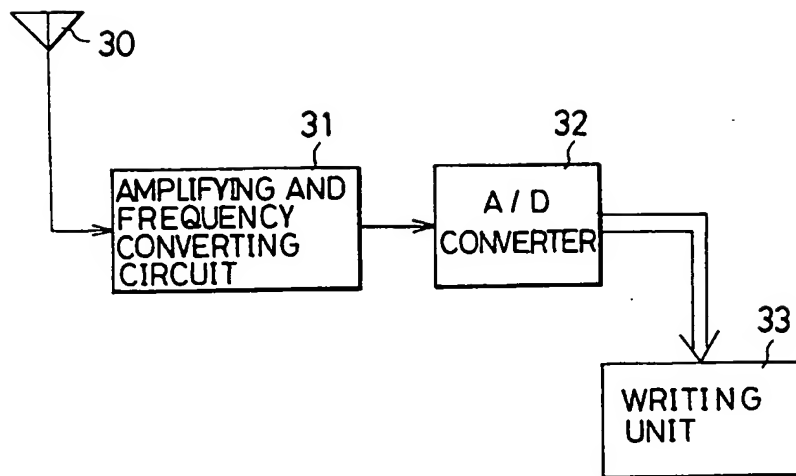 30
31
AMPLIFYING AND
FREQUENCY
CONVERTING
CIRCUIT
32
A / D
CONVERTER
33
WRITING
UNIT